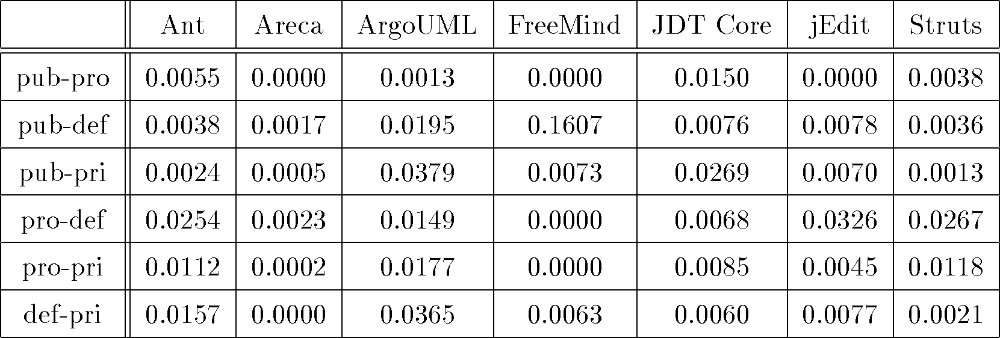 Ant Areca ArgoUML FreeMind JDT Core jEdit Struts
pub-pro 0.0055 0.0000 0.0013 0.0000 0.0150 0.0000 0.0038
pub-def 0.0038 0.0017 0.0195 0.1607 0.0076 0.0078 0.0036
pub-pri 0.0024 0.0005 0.0379 0.0073 0.0269 0.0070 0.0013
pro-def 0.0254 0.0023 0.0149 0.0000 0.0068 0.0326 0.0267
pro-pri 0.0112 0.0002 0.0177 0.0000 0.0085 0.0045 0.0118
def-pri 0.0157 0.0000 0.0365 0.0063 0.0060 0.0077 0.0021